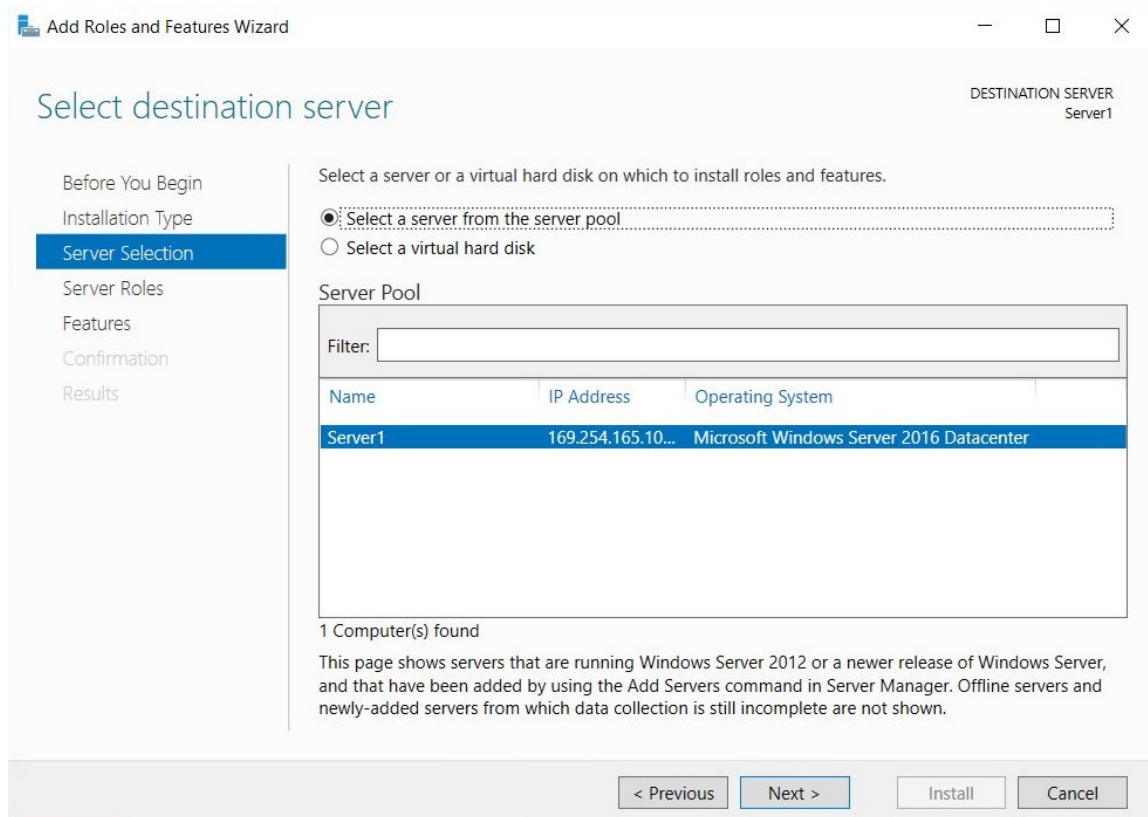 Add Roles and Features Wizard
Select destination server
DESTINATION SERVER
Server1
Before You Begin
Installation Type
Server Selection
Server Roles
Features
Confirmation
Results
Select a server or a virtual hard disk on which to install roles and features.
Select a server from the server pool
Select a virtual hard disk
Server Pool
Filter:
Name IP Address Operating System
Server1 169.254.165.10... Microsoft Windows Server 2016 Datacenter
1 Computer(s) found
This page shows servers that are running Windows Server 2012 or a newer release of Windows Server,
and that have been added by using the Add Servers command in Server Manager. Offline servers and
newly-added servers from which data collection is still incomplete are not shown.
< Previous Next > Install Cancel